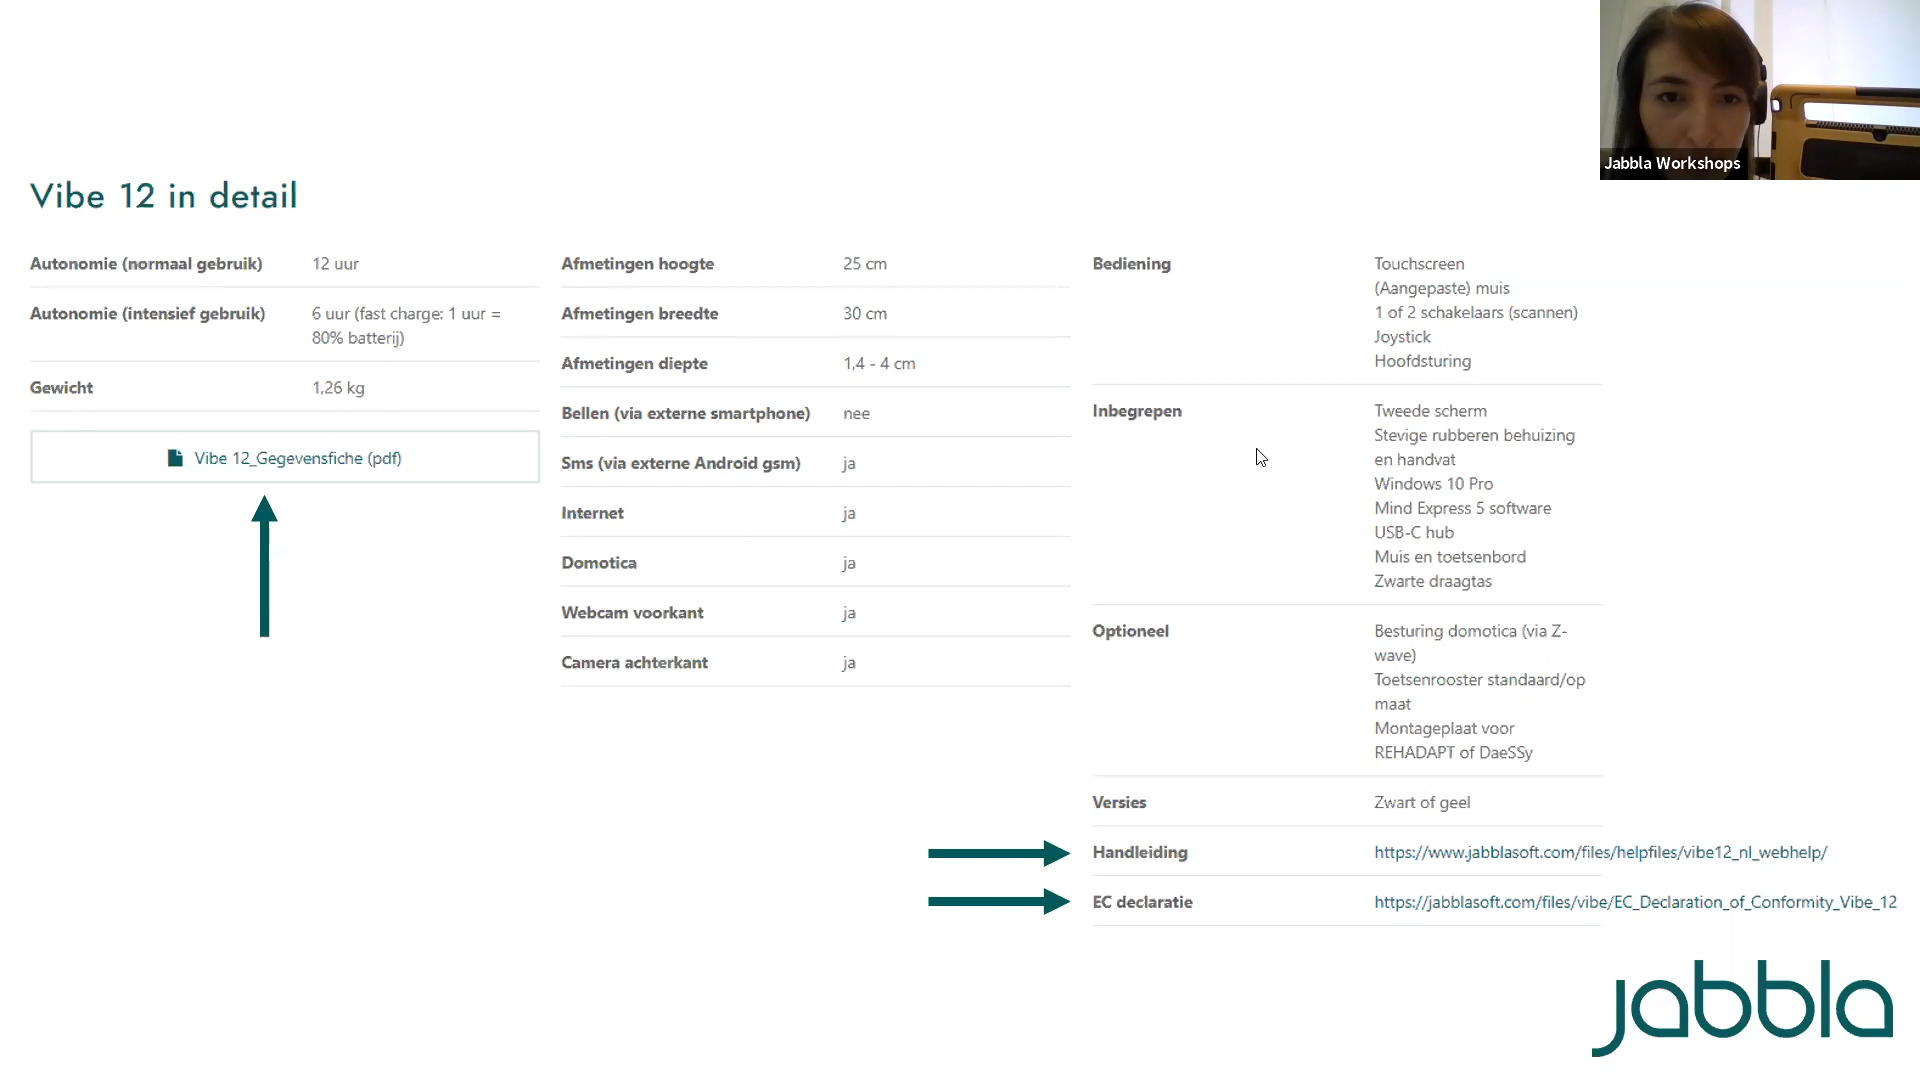 Jabbla Workshops
Vibe 12 in detail
Autonomie (normaal gebruik) 12 uur
Autonomie (intensief gebruik) 6 uur (fast charge: 1 uur =
80% batterij)
Gewicht 1,26 kg
Vibe 12_Gegevensfiche (pdf)
Afmetingen hoogte 25 cm
Afmetingen breedte 30 cm
Afmetingen diepte 1,4 - 4 cm
Bellen (via externe smartphone) nee
Sms (via externe Android gsm) ja
Internet ja
Domotica ja
Webcam voorkant ja
Camera achterkant ja
Bediening Touchscreen
(Aangepaste) muis
1 of 2 schakelaars (scannen)
Joystick
Hoofdsturing
Inbegrepen Tweede scherm
Stevige rubberen behuizing
en handvat
Windows 10 Pro
Mind Express 5 software
USB-C hub
Muis en toetsenbord
Zwarte draagtas
Optioneel Besturing domotica (via Z-
wave)
Toetsenrooster standaard/op
maat
Montageplaat voor
REHADAPT of DaeSSy
Versies Zwart of geel
Handleiding https://www.jabblasoft.com/files/helpfiles/vibe12_nl_webhelp/
EC declaratie https://jabblasoft.com/files/vibe/EC_Declaration_of_Conformity_Vibe_12
jabbla